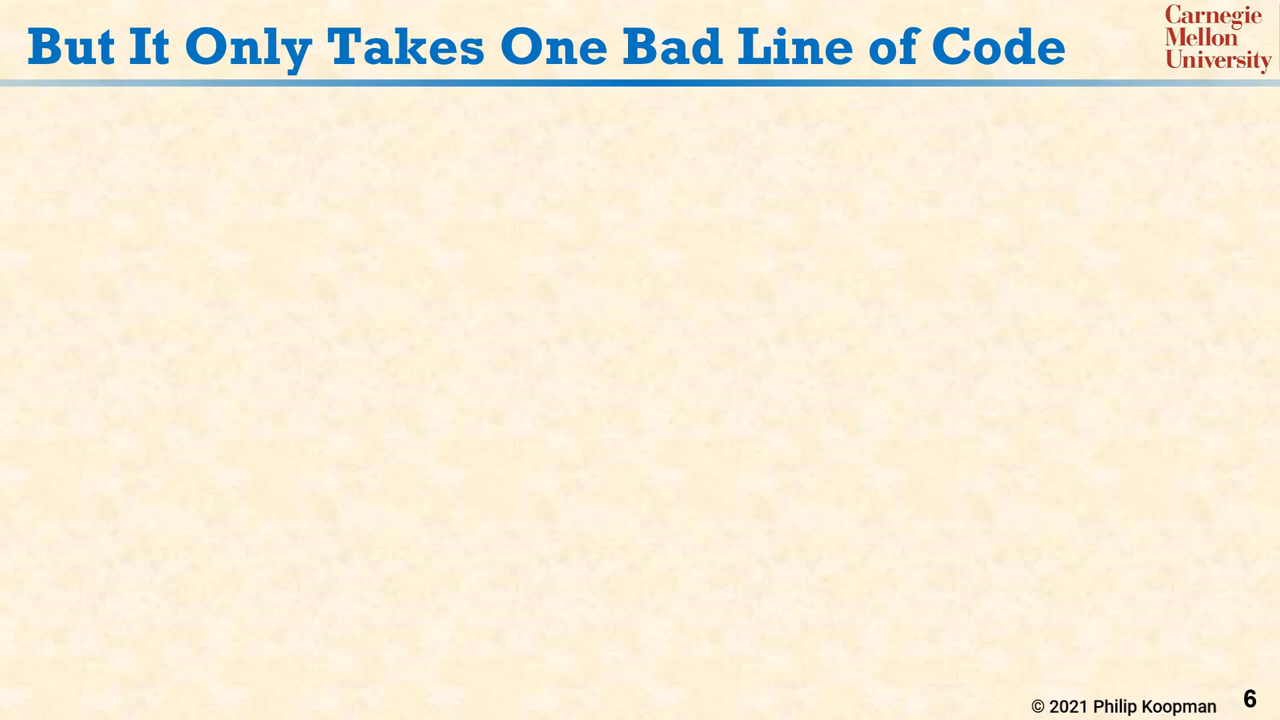 But It Only Takes One Bad Line of Code
Carnegie
Mellon
University
© 2021 Philip Koopman
6